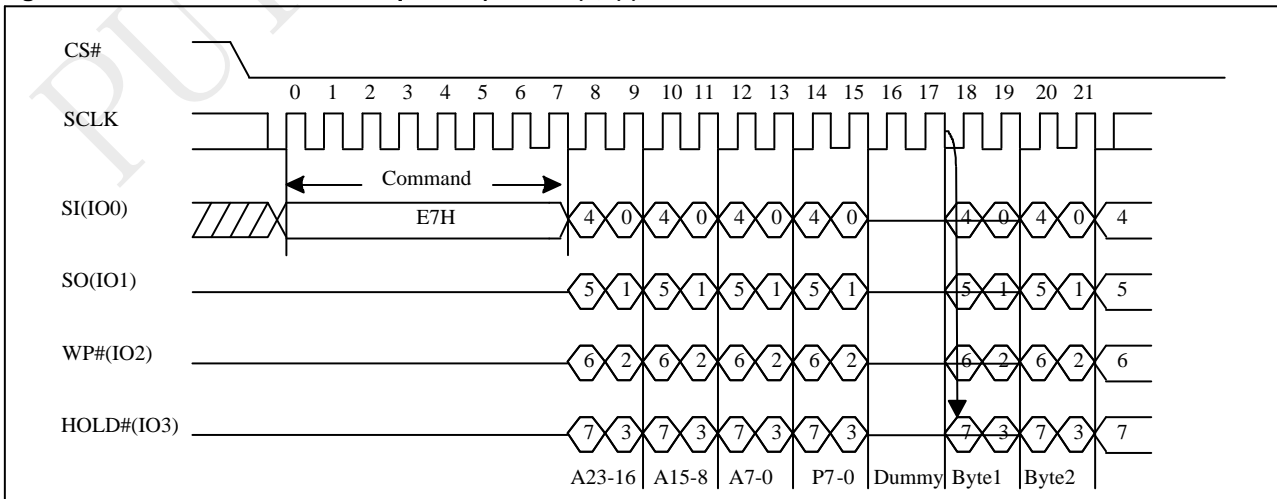 CS#
0 1 2 3 4 5 6 7 8 9 10 11 12 13 14 15 16 17 18 19 20 21
SCLK
Command
SI(IO0) E7H 4 0 4 0 4 0 4 0 4 0 4 0 4
SO(IO1) 5 1 5 1 5 1 5 1 5 1 5 1 5
WP#(IO2) 6 2 6 2 6 2 6 2 6 2 6 2 6
HOLD#(IO3) 7 3 7 3 7 3 7 3 7 3 7 3 7
A23-16 A15-8 A7-0 P7-0 Dummy Byte1 Byte2